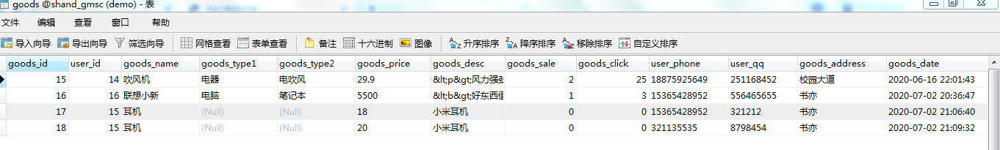 goods @shand_gmsc (demo) - 表
文件 编辑 查看 窗口 帮助
导入向导 导出向导 筛选向导 网格查看 表单查看 备注 十六进制 图像 升序排序 降序排序 移除排序 自定义排序
goods_id user_id goods_name goods_type1 goods_type2 goods_price goods_desc goods_sale goods_click user_phone user_qq goods_address goods_date
15 14 吹风机 电器 电吹风 29.9 &lt;p&gt;风力强劲 2 25 18875925649 251168452 校园大道 2020-06-16 22:01:43
16 16 联想小新 电脑 笔记本 5500 &lt;b&gt;好东西值 1 3 15365428952 556465655 书亦 2020-07-02 20:36:47
17 15 耳机 (Null) (Null) 18 小米耳机 0 0 15365428952 321212 书亦 2020-07-02 21:06:40
18 15 耳机 (Null) (Null) 20 小米耳机 0 0 321135535 8798454 书亦 2020-07-02 21:09:32